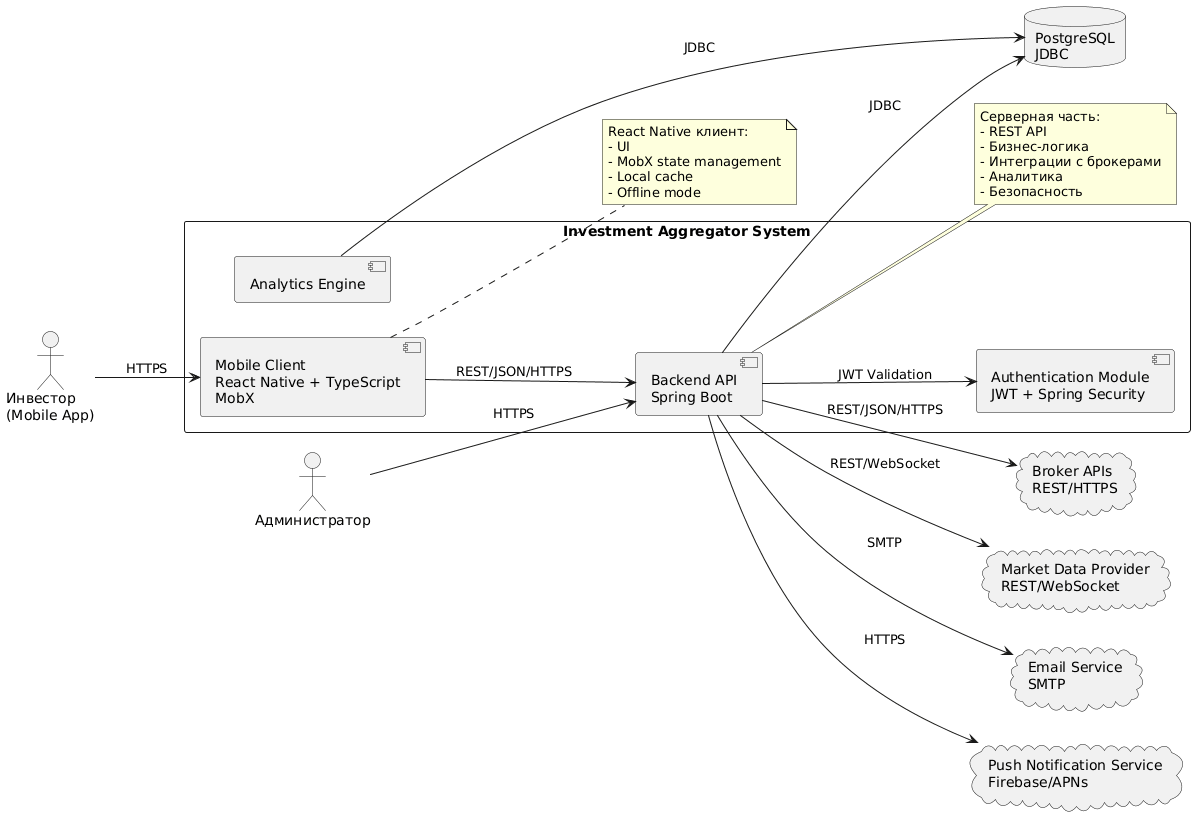 PostgreSQL
JDBC
JDBC
JDBC
React Native клиент:
- UI
- MobX state management
- Local cache
- Offline mode
Серверная часть:
- REST API
- Бизнес-логика
- Интеграции с брокерами
- Аналитика
- Безопасность
Investment Aggregator System
Analytics Engine
Инвестор
(Mobile App)
HTTPS
Mobile Client
React Native + TypeScript
MobX
REST/JSON/HTTPS
HTTPS
Backend API
Spring Boot
JWT Validation
Authentication Module
JWT + Spring Security
Администратор
REST/JSON/HTTPS
Broker APIs
REST/HTTPS
REST/WebSocket
Market Data Provider
REST/WebSocket
SMTP
Email Service
SMTP
HTTPS
Push Notification Service
Firebase/APNs